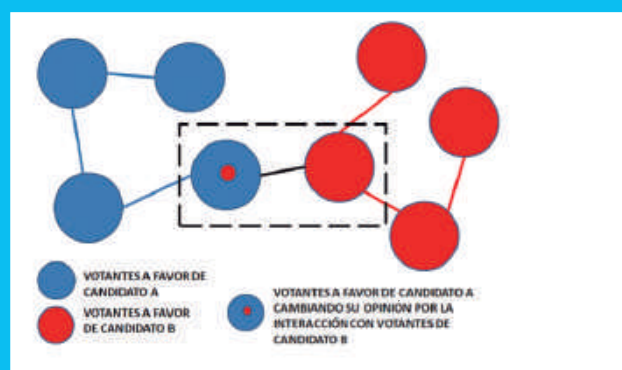 VOTANTES A FAVOR DE
CANDIDATO A
VOTANTES A FAVOR
DE CANDIDATO B
VOTANTES A FAVOR DE CANDIDATO A
CAMBIANDO SU OPINIÓN POR LA
INTERACCIÓN CON VOTANTES DE
CANDIDATO B